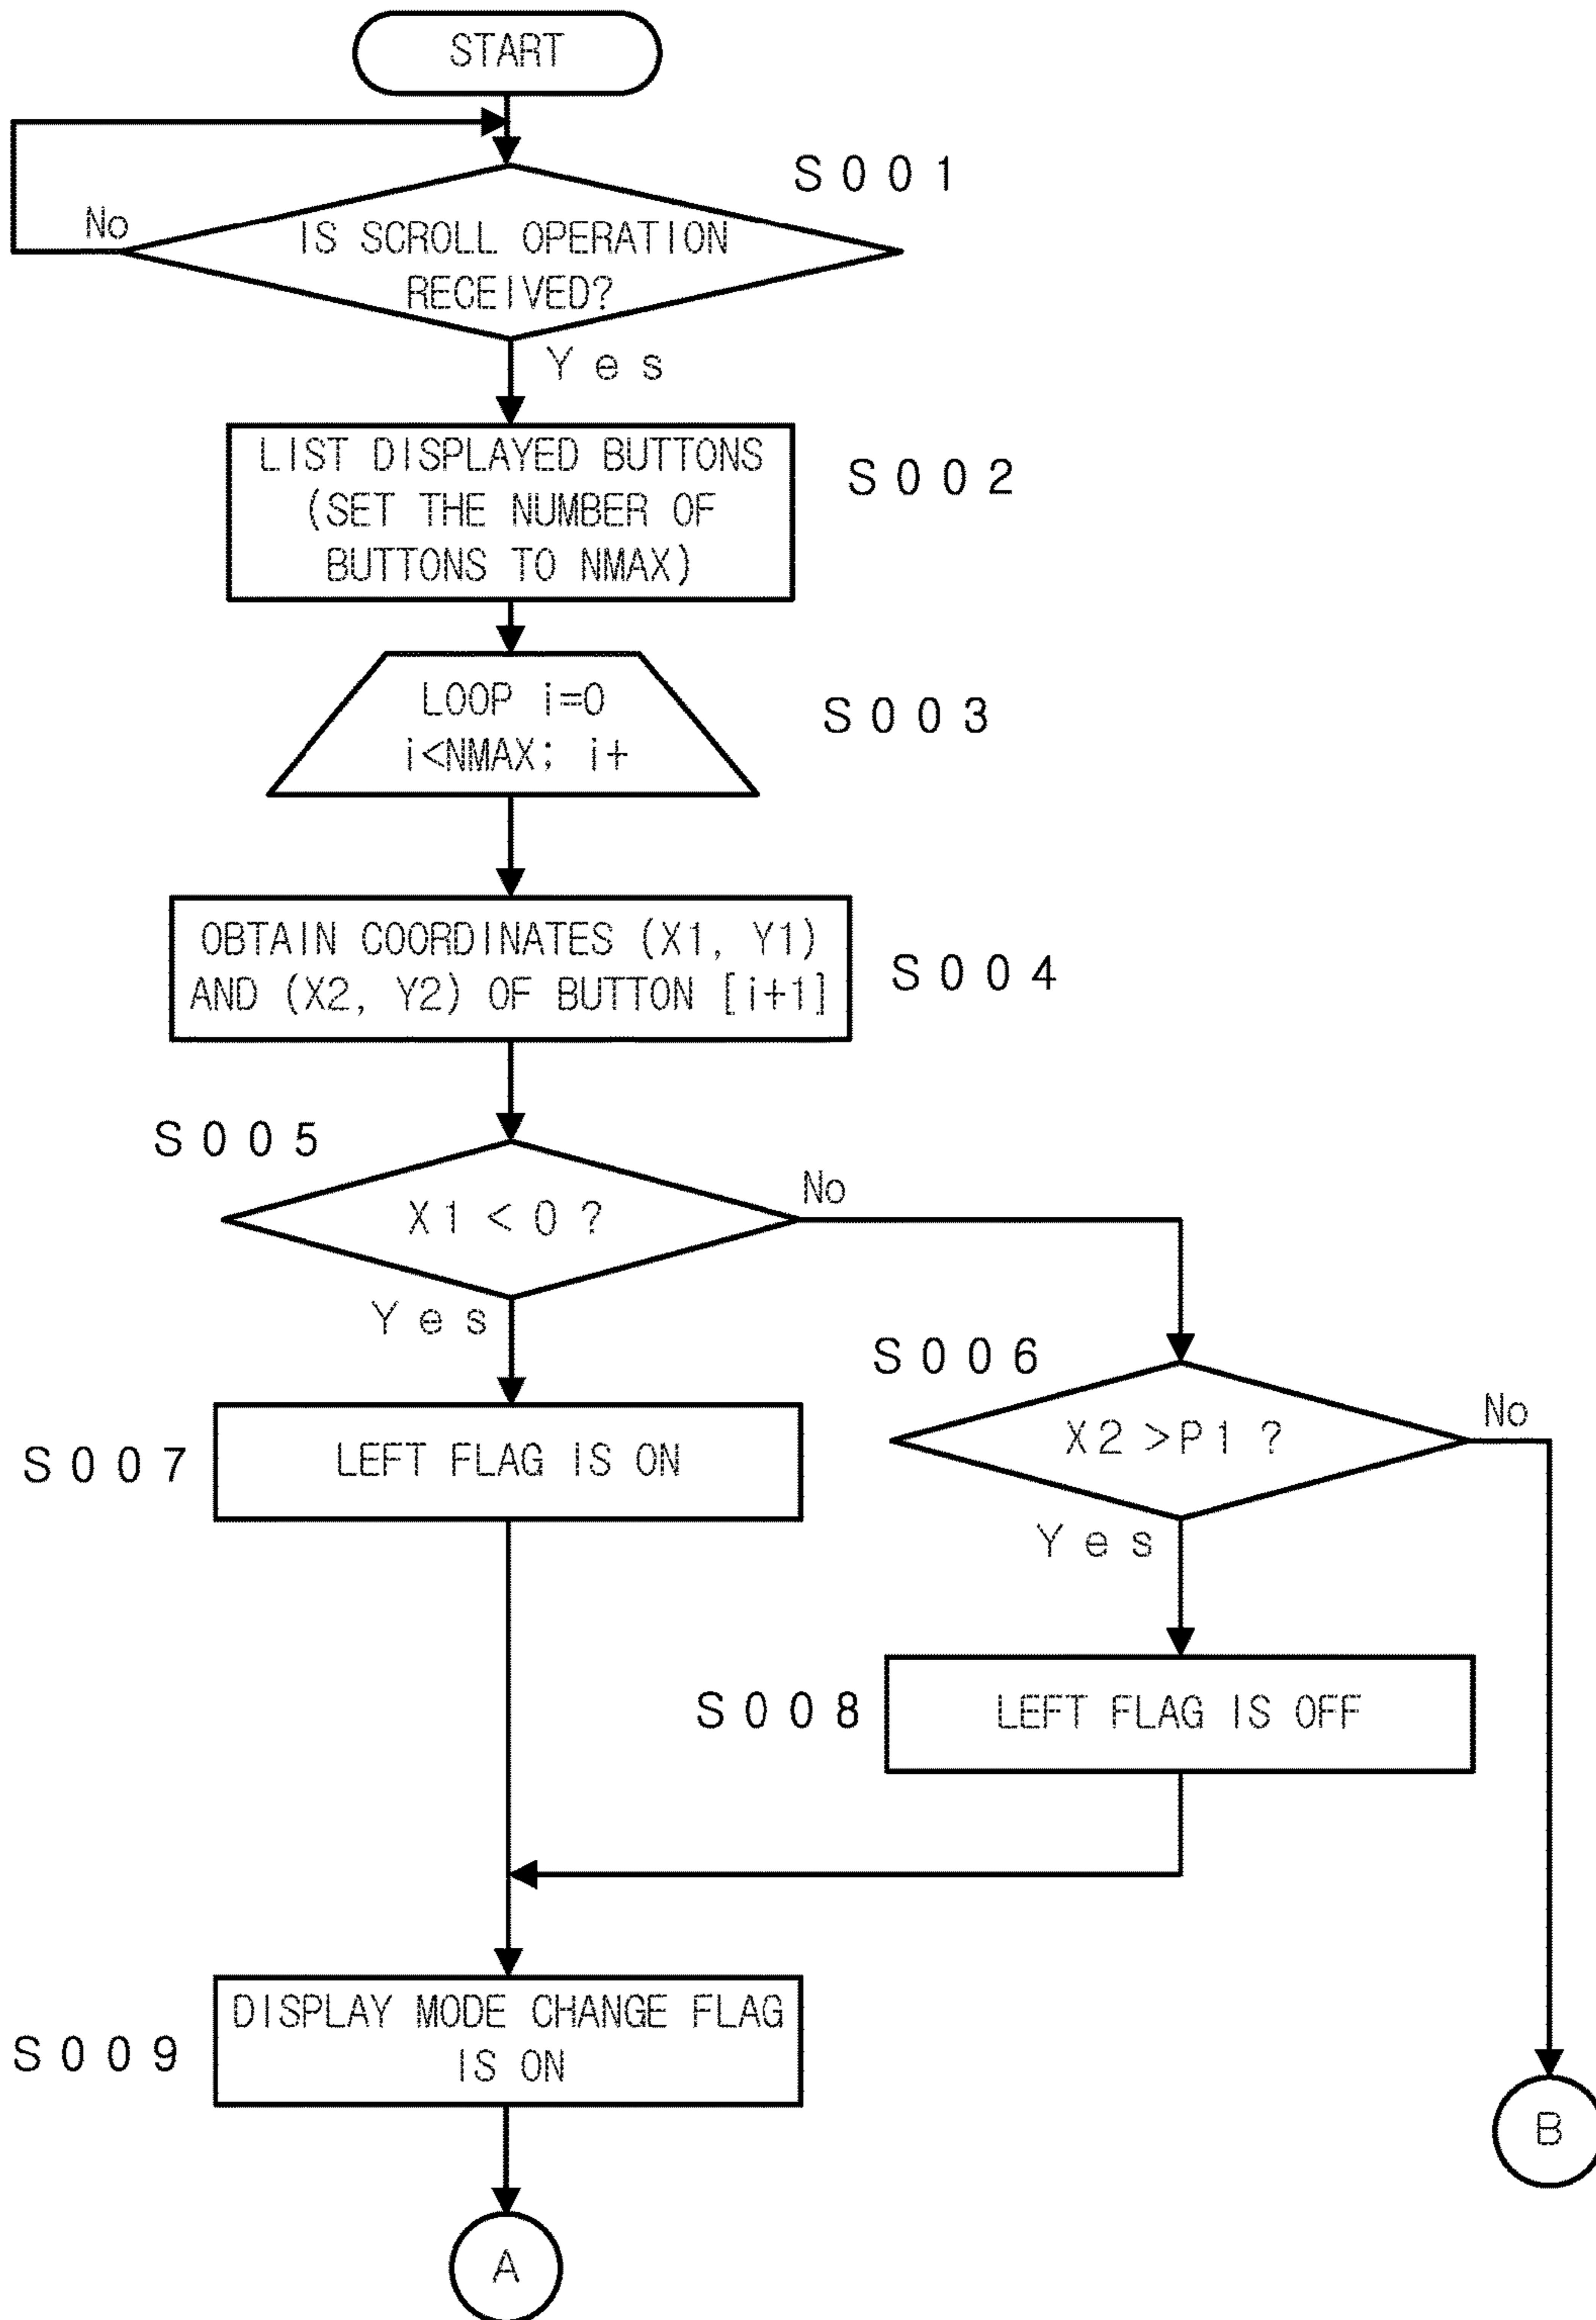 START
S001
No
IS SCROLL OPERATION
RECEIVED?
Yes
LIST DISPLAYED BUTTONS
(SET THE NUMBER OF
BUTTONS TO NMAX)
S002
LOOP i=0
i<NMAX; i+
S003
OBTAIN COORDINATES (X1, Y1)
AND (X2, Y2) OF BUTTON [i+1]
S004
S005
X1<0?
No
Yes
S006
X2>P1?
No
S007
LEFT FLAG IS ON
Yes
S008
LEFT FLAG IS OFF
DISPLAY MODE CHANGE FLAG
IS ON
S009
B
A